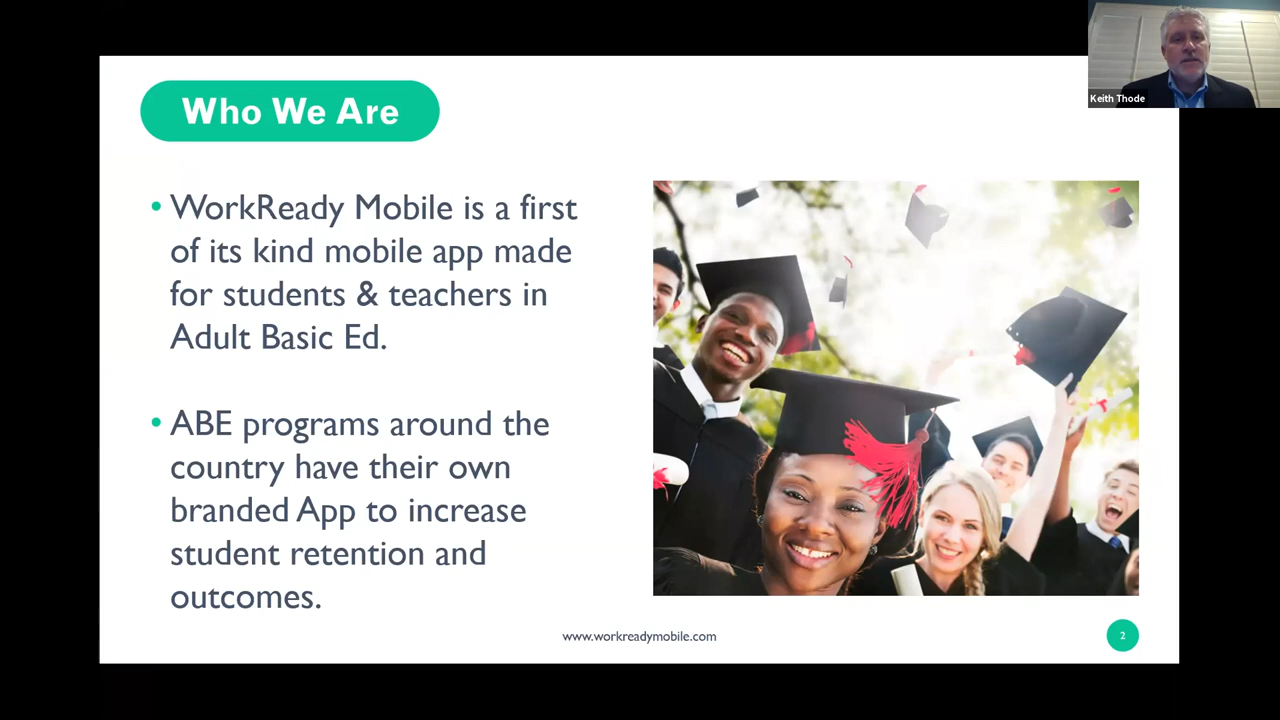 Keith Thode
Who We Are
• WorkReady Mobile is a first
of its kind mobile app made
for students & teachers in
Adult Basic Ed.
• ABE programs around the
country have their own
branded App to increase
student retention and
outcomes.
www.workreadymobile.com
2